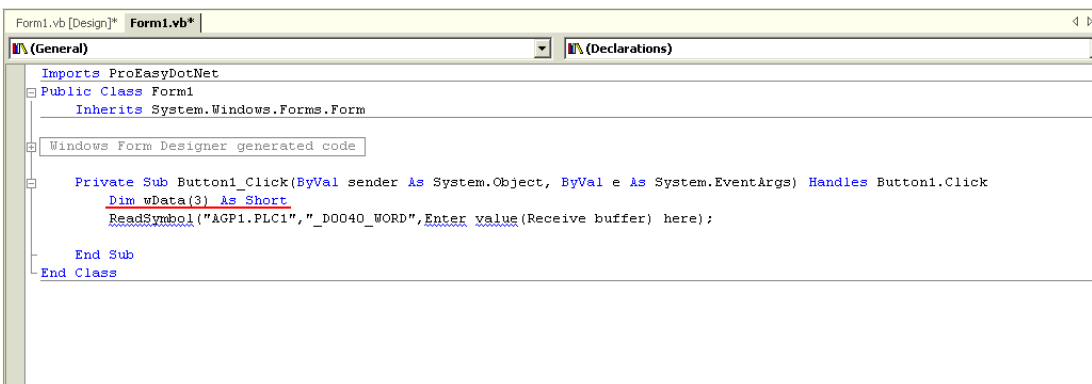 Form1.vb [Design]* Form1.vb*
(General) (Declarations)
Imports ProEasyDotNet
Public Class Form1
Inherits System.Windows.Forms.Form
Windows Form Designer generated code
Private Sub Button1_Click(ByVal sender As System.Object, ByVal e As System.EventArgs) Handles Button1.Click
Dim wData(3) As Short
ReadSymbol("AGP1.PLC1","_D0040_WORD",Enter value(Receive buffer) here);
End Sub
End Class